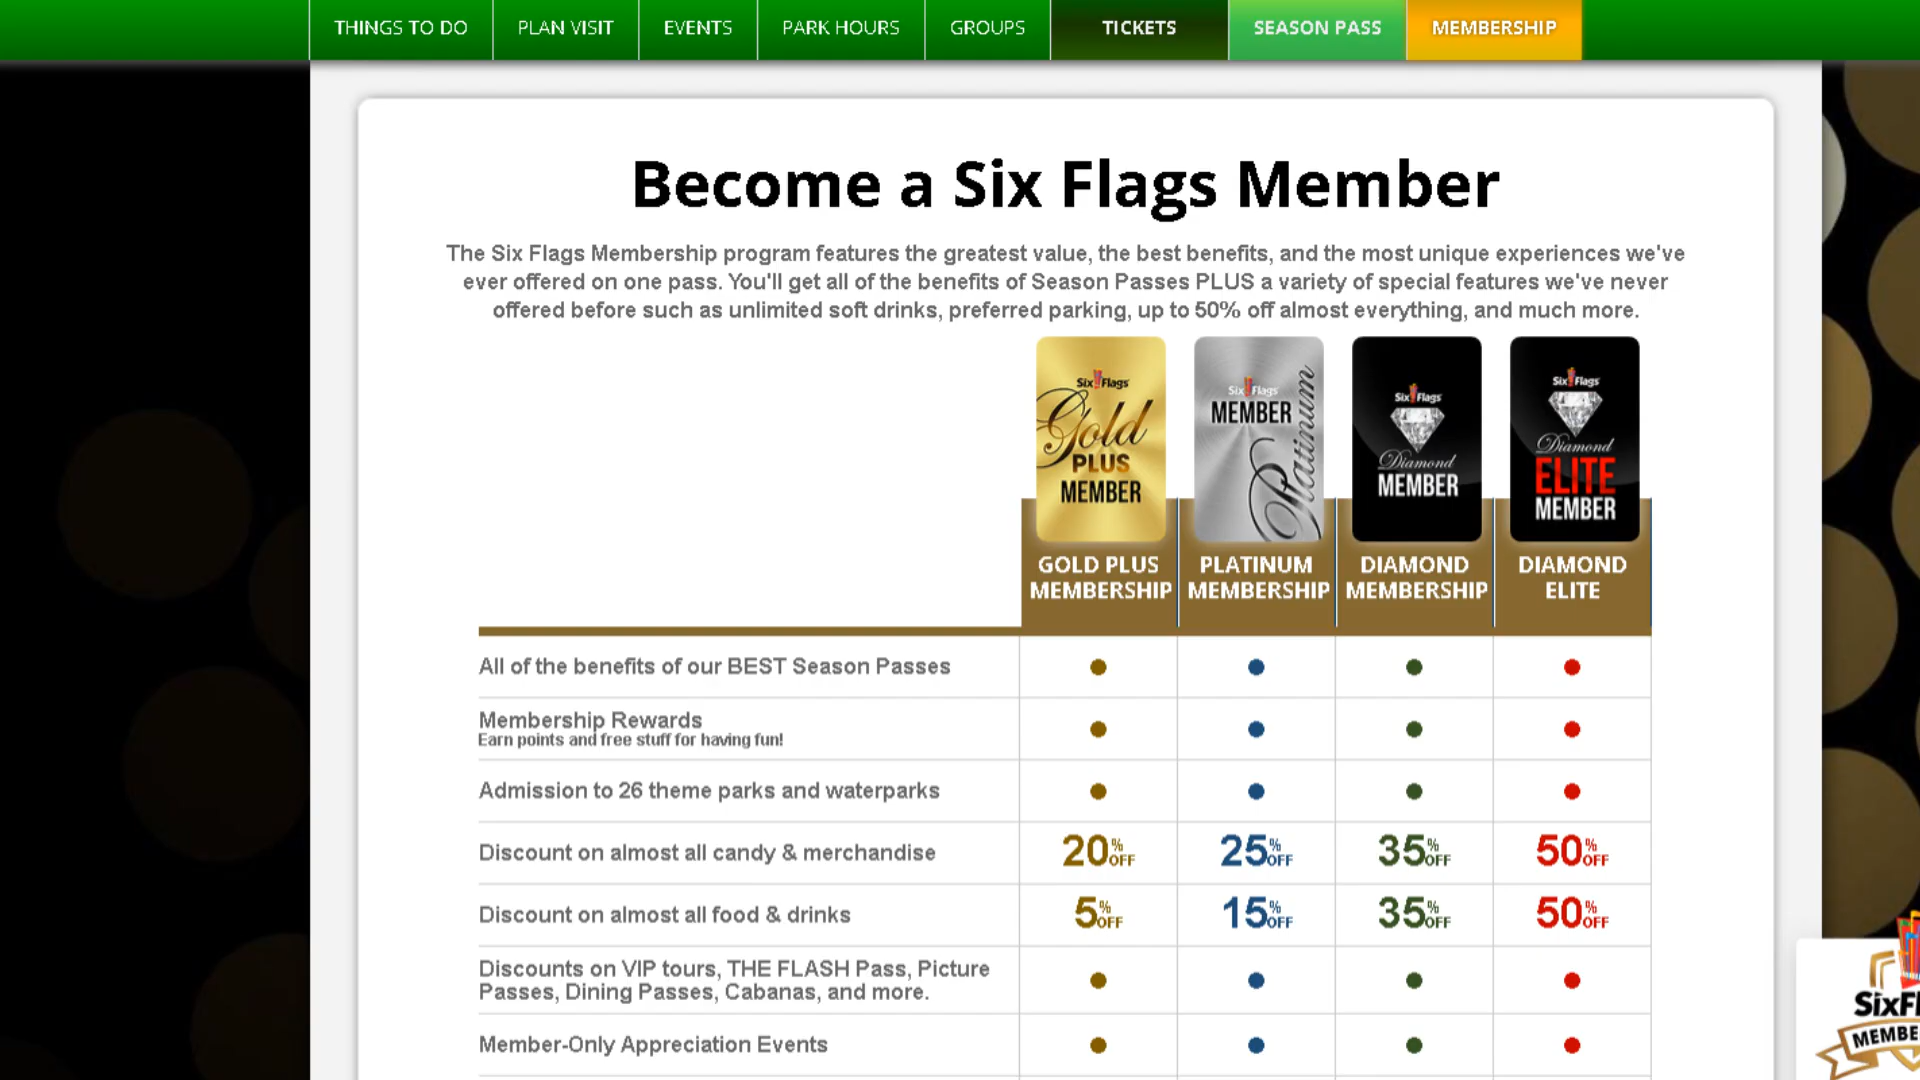 THINGS TO DO PLAN VISIT EVENTS PARK HOURS GROUPS TICKETS SEASON PASS MEMBERSHIP
Become a Six Flags Member
The Six Flags Membership program features the greatest value, the best benefits, and the most unique experiences we've
ever offered on one pass. You'll get all of the benefits of Season Passes PLUS a variety of special features we've never
offered before such as unlimited soft drinks, preferred parking, up to 50% off almost everything, and much more.
Six Flags
Gold
PLUS
MEMBER
Six Flags
MEMBER
Platinum
Six Flags
Diamond
MEMBER
Six Flags
Diamond
ELITE
MEMBER
GOLD PLUS
MEMBERSHIP
PLATINUM
MEMBERSHIP
DIAMOND
MEMBERSHIP
DIAMOND
ELITE
All of the benefits of our BEST Season Passes
Membership Rewards
Earn points and free stuff for having fun!
Admission to 26 theme parks and waterparks
Discount on almost all candy & merchandise 20% OFF 25% OFF 35% OFF 50% OFF
Discount on almost all food & drinks 5% OFF 15% OFF 35% OFF 50% OFF
Discounts on VIP tours, THE FLASH Pass, Picture
Passes, Dining Passes, Cabanas, and more.
Member-Only Appreciation Events
SixFl
MEMBE